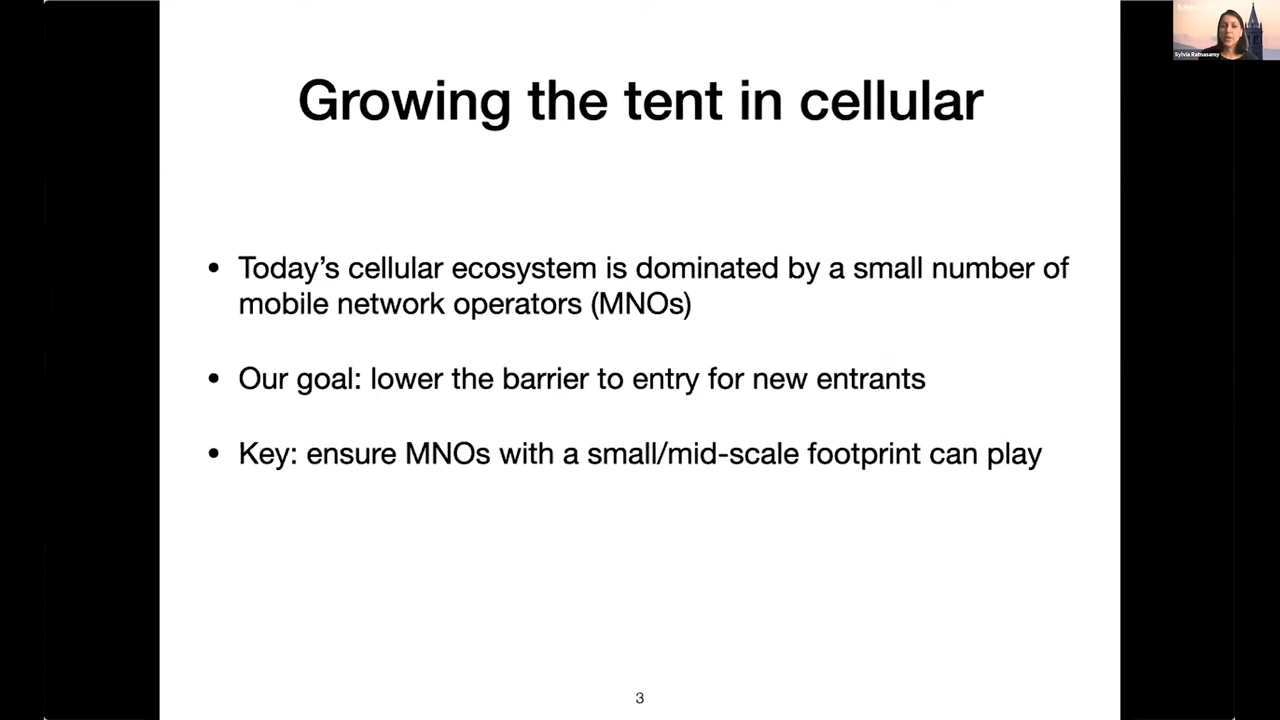 Growing the tent in cellular
• Today's cellular ecosystem is dominated by a small number of
mobile network operators (MNOs)
• Our goal: lower the barrier to entry for new entrants
• Key: ensure MNOs with a small/mid-scale footprint can play
3
Sylvia Ratnasamy